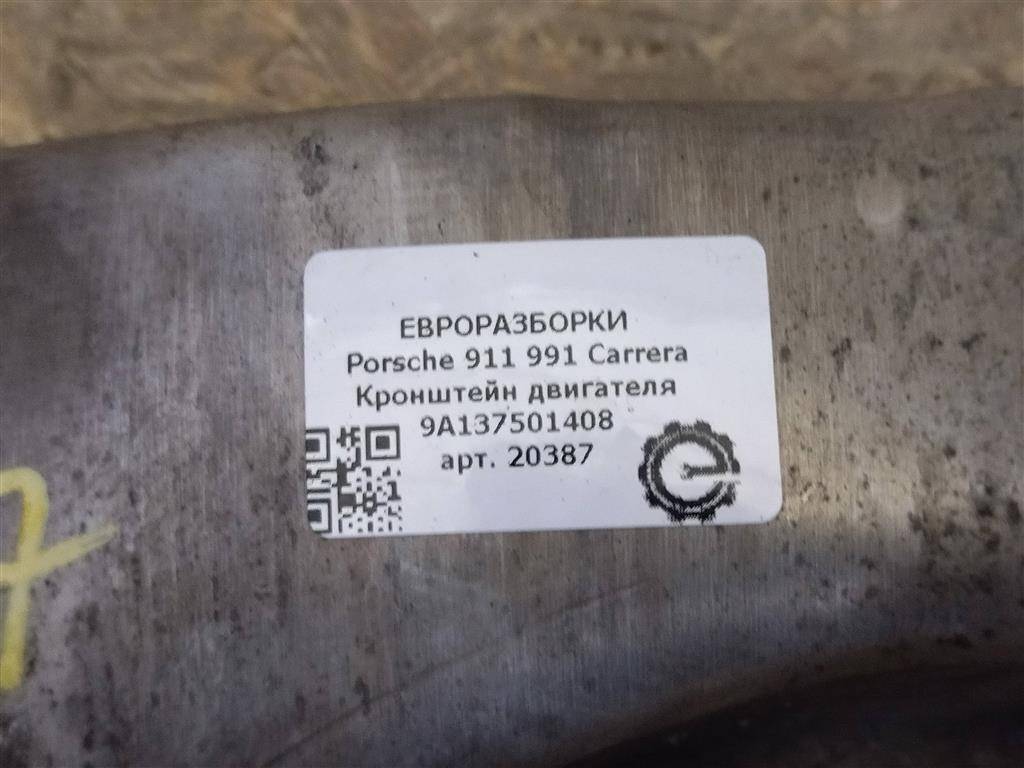 ЕВРОРАЗБОРКИ
Porsche 911 991 Carrera
Кронштейн двигателя
9A137501408
арт. 20387